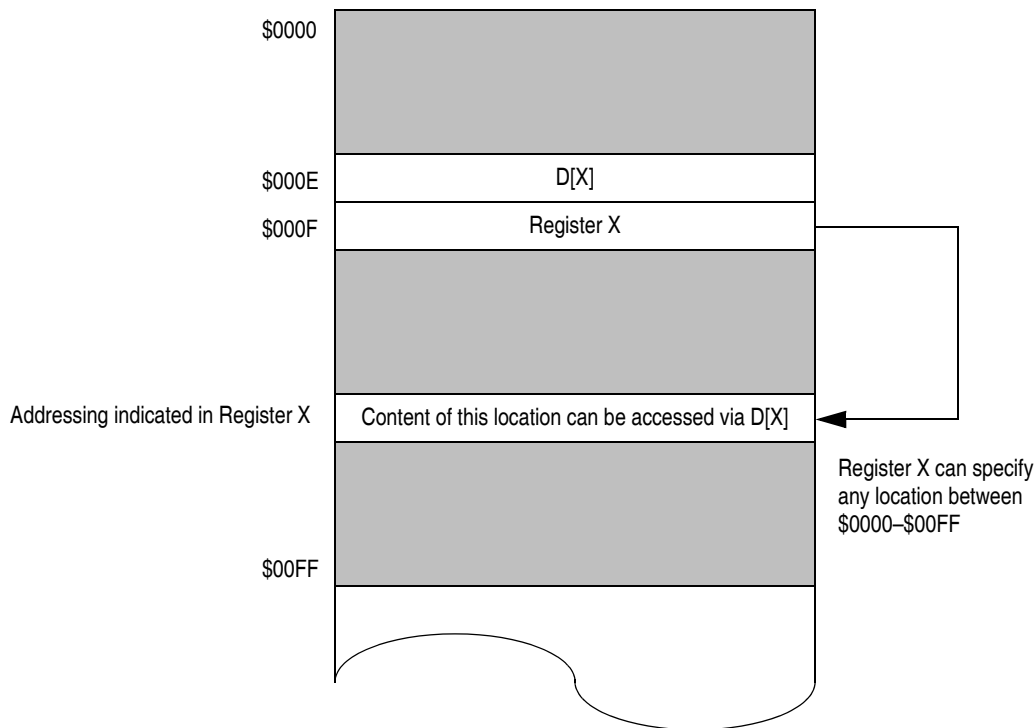 $0000
$000E
D[X]
$000F
Register X
Addressing indicated in Register X
Content of this location can be accessed via D[X]
Register X can specify
any location between
$0000–$00FF
$00FF